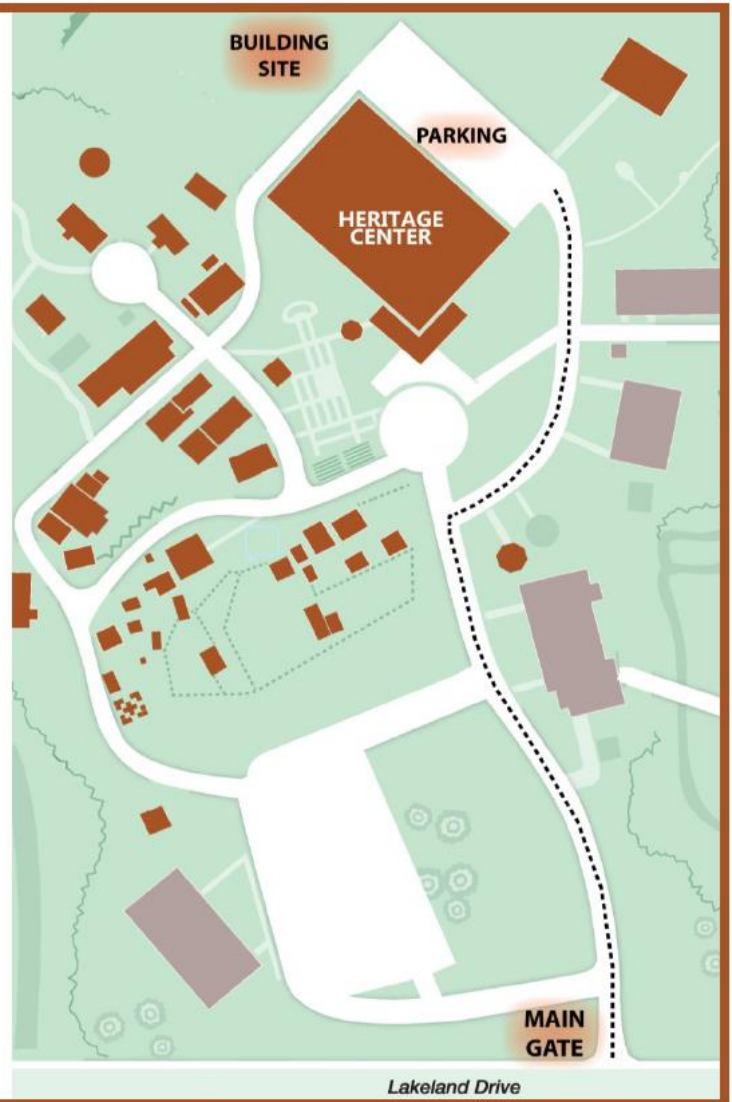 BUILDING
SITE
PARKING
HERITAGE
CENTER
MAIN
GATE
Lakeland Drive